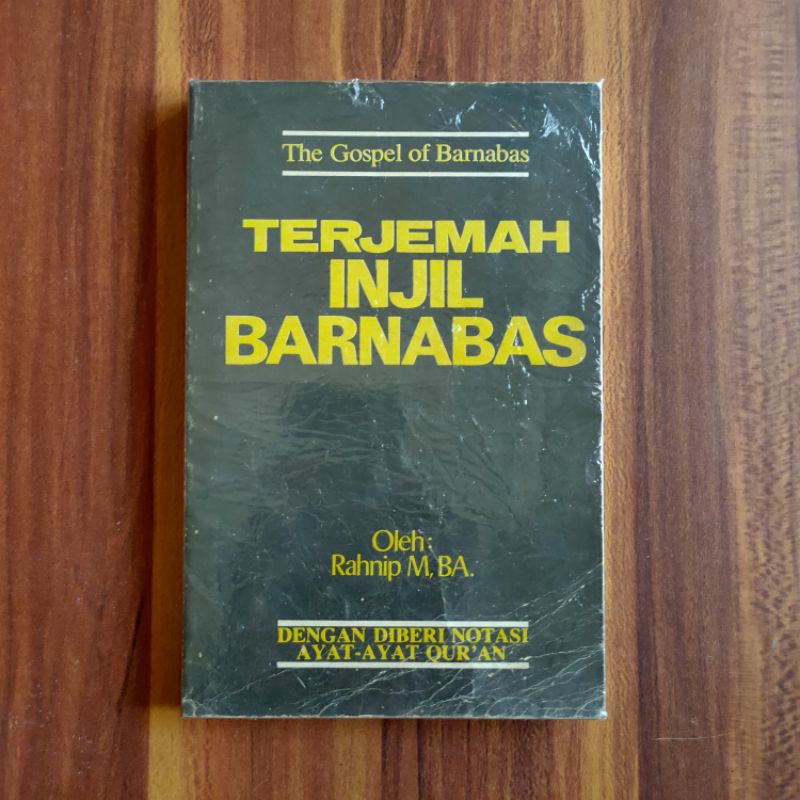 The Gospel of Barnabas
TERJEMAH
INJIL
BARNABAS
Oleh:
Rahnip M, BA.
DENGAN DIBERI NOTASI
AYAT-AYAT QUR'AN